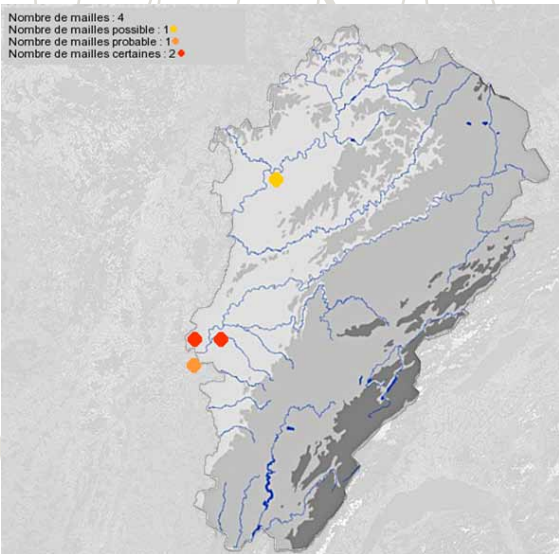 Nombre de mailles : 4
Nombre de mailles possible : 1
Nombre de mailles probable : 1
Nombre de mailles certaines : 2